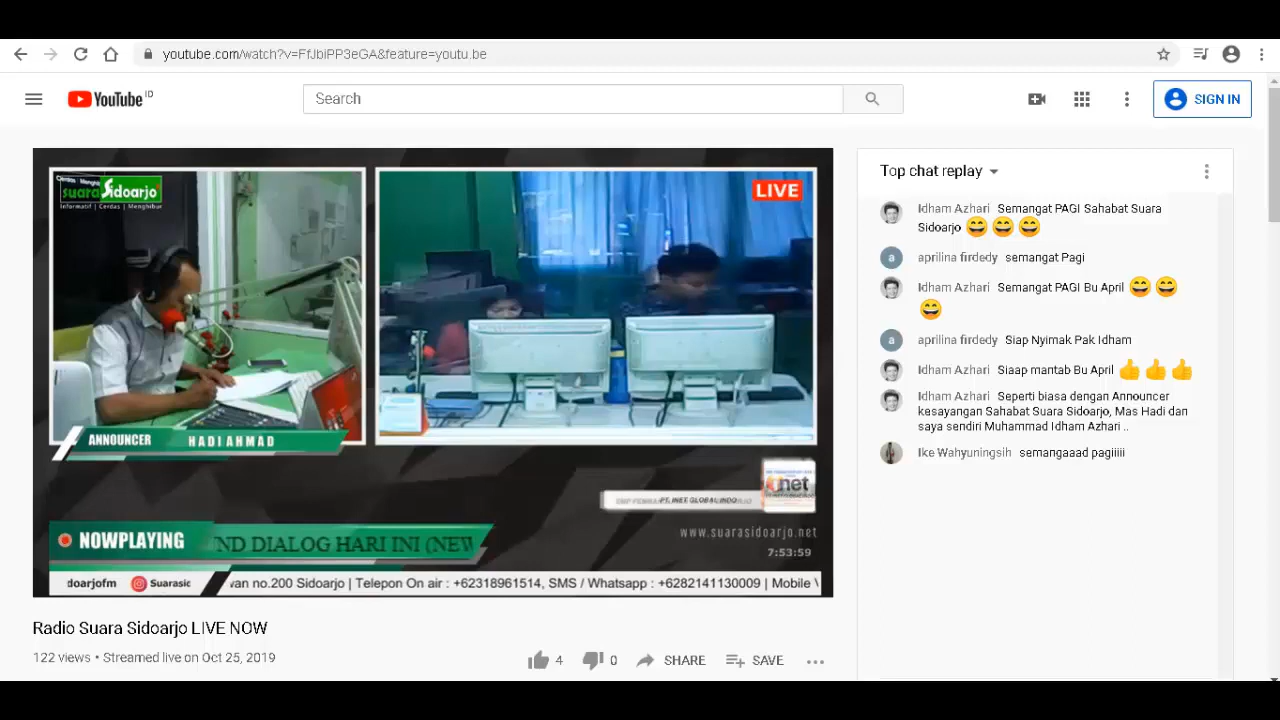 youtube.com/watch?v=FfJbiPP3eGA&feature=youtu.be
YouTube ID
Search
SIGN IN
suara Sidoarjo
Informatif | Cerdas | Menghibur
LIVE
ANNOUNCER HADI AHMAD
PT. INET GLOBAL INDO
inet
www.suarasidoarjo.net
NOWPLAYING ND DIALOG HARI INI (NEW
7:53:59
doarjofm Suarasid wan no.200 Sidoarjo | Telepon On air : +62318961514, SMS / Whatsapp : +6282141130009 | Mobile
Radio Suara Sidoarjo LIVE NOW
122 views • Streamed live on Oct 25, 2019
4 0 SHARE SAVE
Top chat replay
Idham Azhari Semangat PAGI Sahabat Suara
Sidoarjo 😄😄😄
aprilina firdedy semangat Pagi
Idham Azhari Semangat PAGI Bu April 😄😄
😄
aprilina firdedy Siap Nyimak Pak Idham
Idham Azhari Siaap mantab Bu April 👍👍👍
Idham Azhari Seperti biasa dengan Announcer
kesayangan Sahabat Suara Sidoarjo, Mas Hadi dan
saya sendiri Muhammad Idham Azhari ..
Ike Wahyuningsih semangaaad pagiiiii